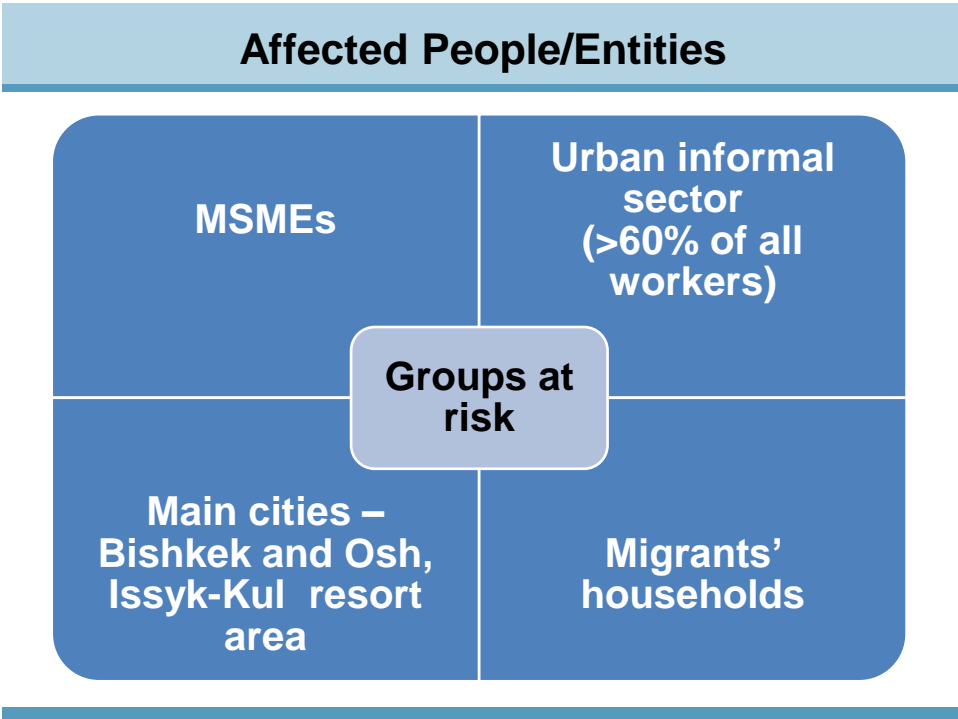 Affected People/Entities
MSMEs
Urban informal
sector
(>60% of all
workers)
Groups at
risk
Main cities –
Bishkek and Osh,
Issyk-Kul  resort
area
Migrants’
households